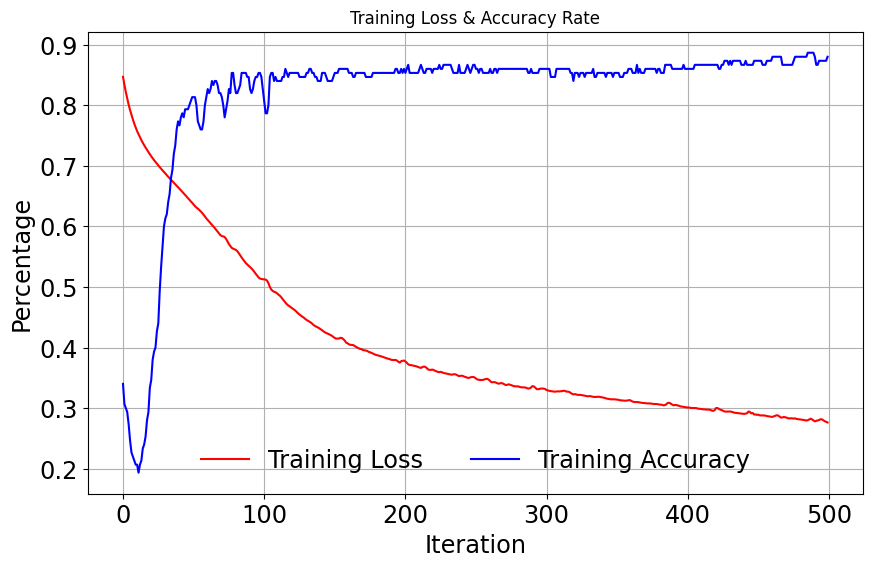 Training Loss & Accuracy Rate
0.9
0.8
0.7
0.6
0.5
0.4
0.3
0.2
Percentage
Training Loss
Training Accuracy
0 100 200 300 400 500
Iteration